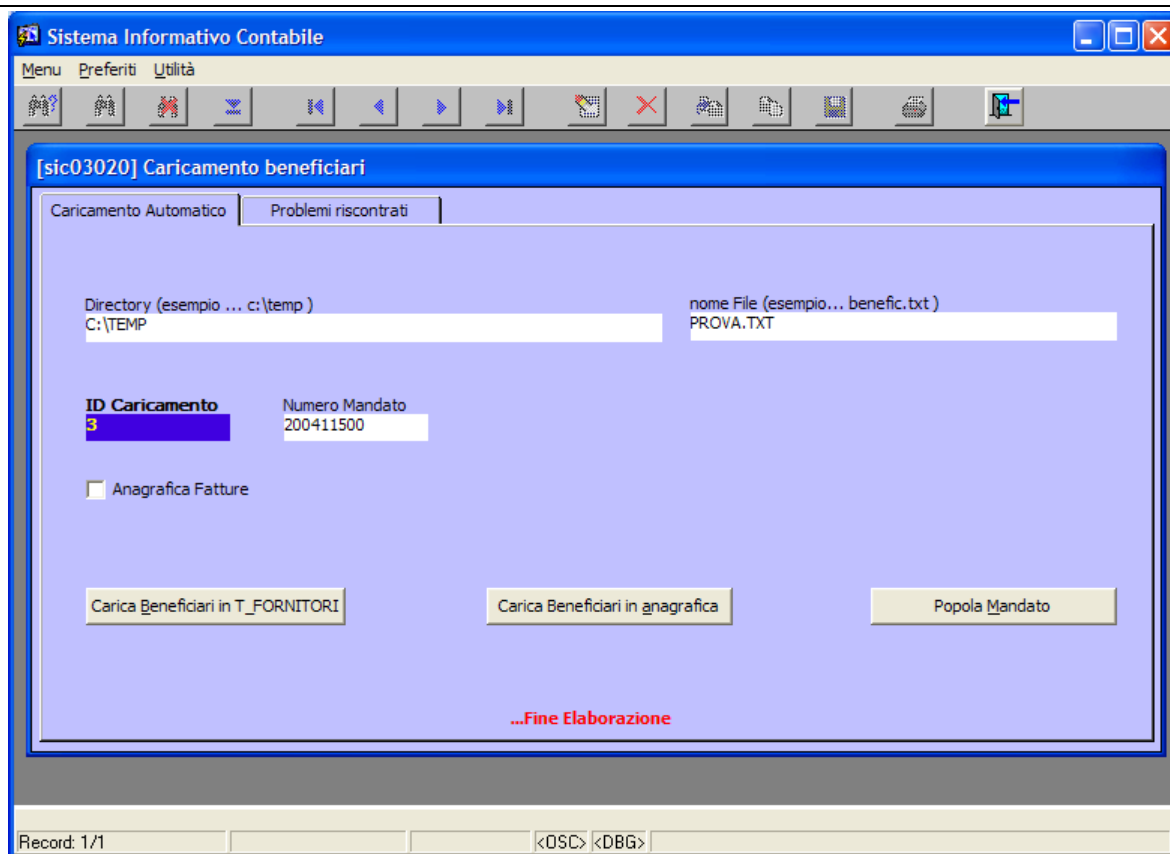 Sistema Informativo Contabile
Menu Preferiti Utilità
[sic03020] Caricamento beneficiari
Caricamento Automatico Problemi riscontrati
Directory (esempio ... c:\temp ) nome File (esempio... benefic.txt )
C:\TEMP PROVA.TXT
ID Caricamento Numero Mandato
3 200411500
Anagrafica Fatture
Carica Beneficiari in T_FORNITORI Carica Beneficiari in anagrafica Popola Mandato
...Fine Elaborazione
Record: 1/1 <OSC> <DBG>